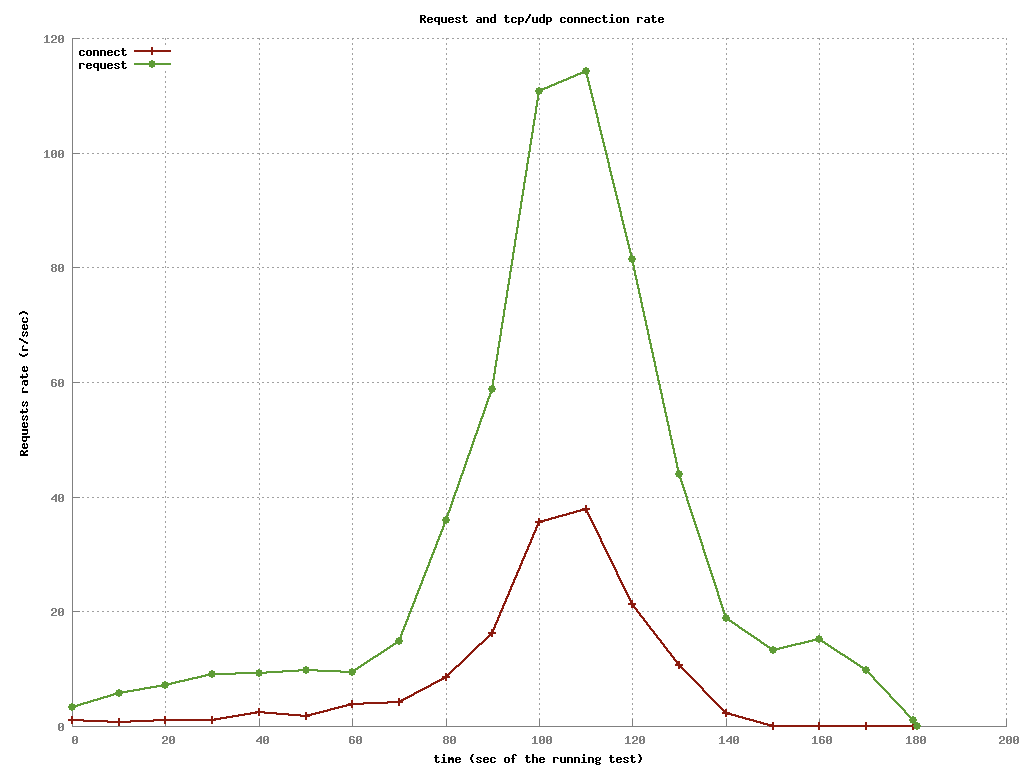 Request and tcp/udp connection rate
connect
request
120
100
80
60
40
20
0
Requests rate (r/sec)
0 20 40 60 80 100 120 140 160 180 200
time (sec of the running test)